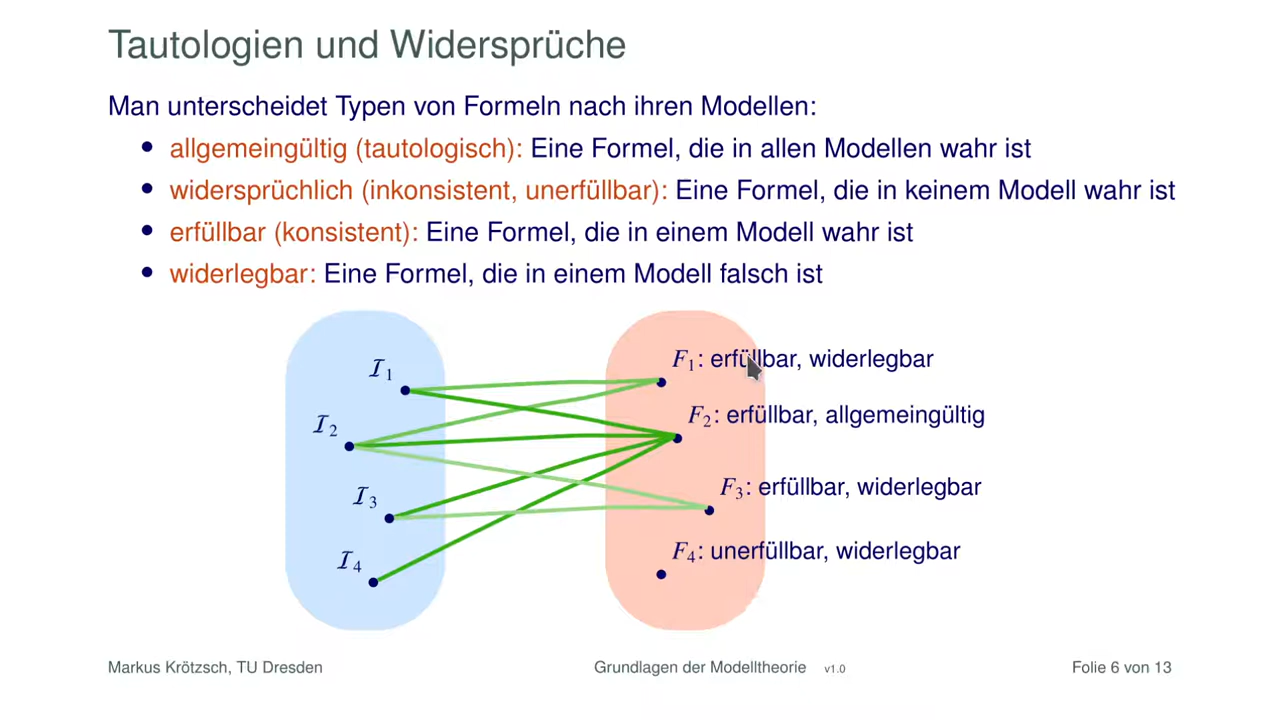 Tautologien und Widersprüche
Man unterscheidet Typen von Formeln nach ihren Modellen:
• allgemeingültig (tautologisch): Eine Formel, die in allen Modellen wahr ist
• widersprüchlich (inkonsistent, unerfüllbar): Eine Formel, die in keinem Modell wahr ist
• erfüllbar (konsistent): Eine Formel, die in einem Modell wahr ist
• widerlegbar: Eine Formel, die in einem Modell falsch ist
I₁
F₁: erfüllbar, widerlegbar
I₂
F₂: erfüllbar, allgemeingültig
I₃
F₃: erfüllbar, widerlegbar
I₄
F₄: unerfüllbar, widerlegbar
Markus Krötzsch, TU Dresden
Grundlagen der Modelltheorie v1.0
Folie 6 von 13